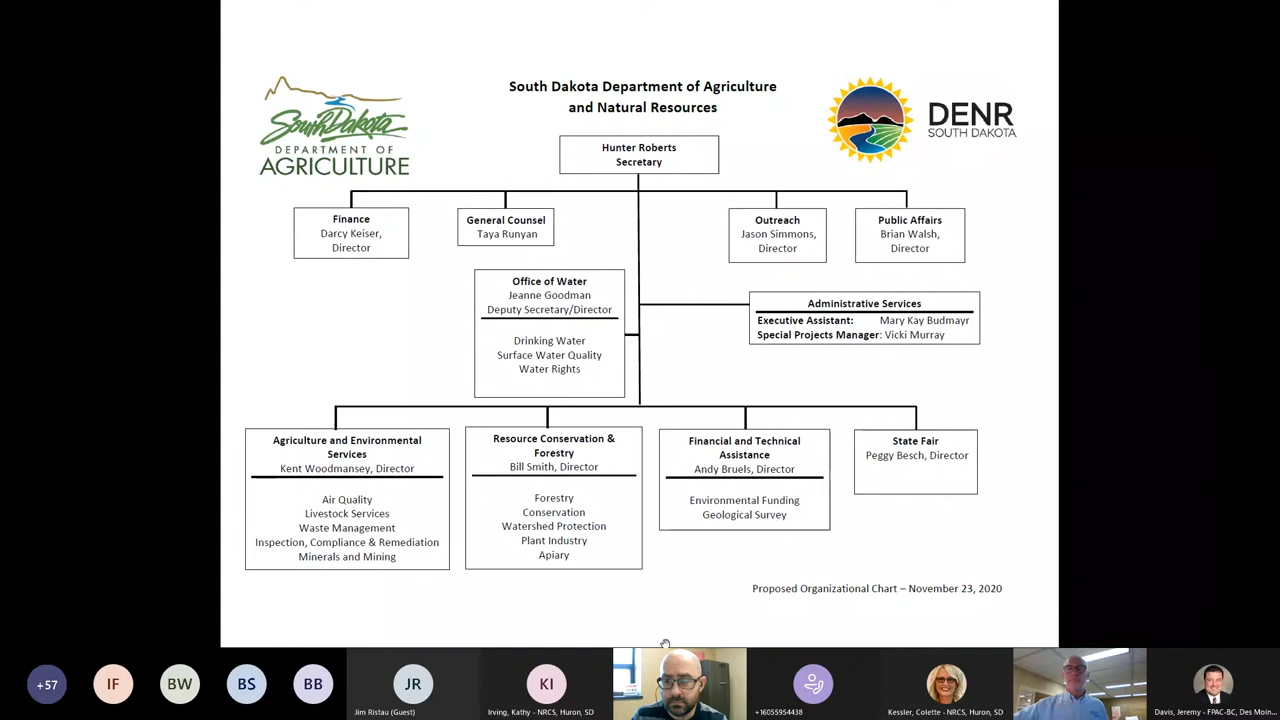 South Dakota Department of Agriculture
and Natural Resources
South Dakota
DEPARTMENT OF
AGRICULTURE
DENR
SOUTH DAKOTA
Hunter Roberts
Secretary
Finance
Darcy Keiser,
Director
General Counsel
Taya Runyan
Outreach
Jason Simmons,
Director
Public Affairs
Brian Walsh,
Director
Office of Water
Jeanne Goodman
Deputy Secretary/Director
Drinking Water
Surface Water Quality
Water Rights
Administrative Services
Executive Assistant: Mary Kay Budmayr
Special Projects Manager: Vicki Murray
Agriculture and Environmental
Services
Kent Woodmansey, Director
Air Quality
Livestock Services
Waste Management
Inspection, Compliance & Remediation
Minerals and Mining
Resource Conservation &
Forestry
Bill Smith, Director
Forestry
Conservation
Watershed Protection
Plant Industry
Apiary
Financial and Technical
Assistance
Andy Bruels, Director
Environmental Funding
Geological Survey
State Fair
Peggy Besch, Director
Proposed Organizational Chart – November 23, 2020
+57
IF
BW
BS
BB
JR
Jim Ristau (Guest)
KI
Irving, Kathy - NRCS, Huron, SD
+16055954438
Kessler, Colette - NRCS, Huron, SD
Davis, Jeremy - FPAC-BC, Des Moin...